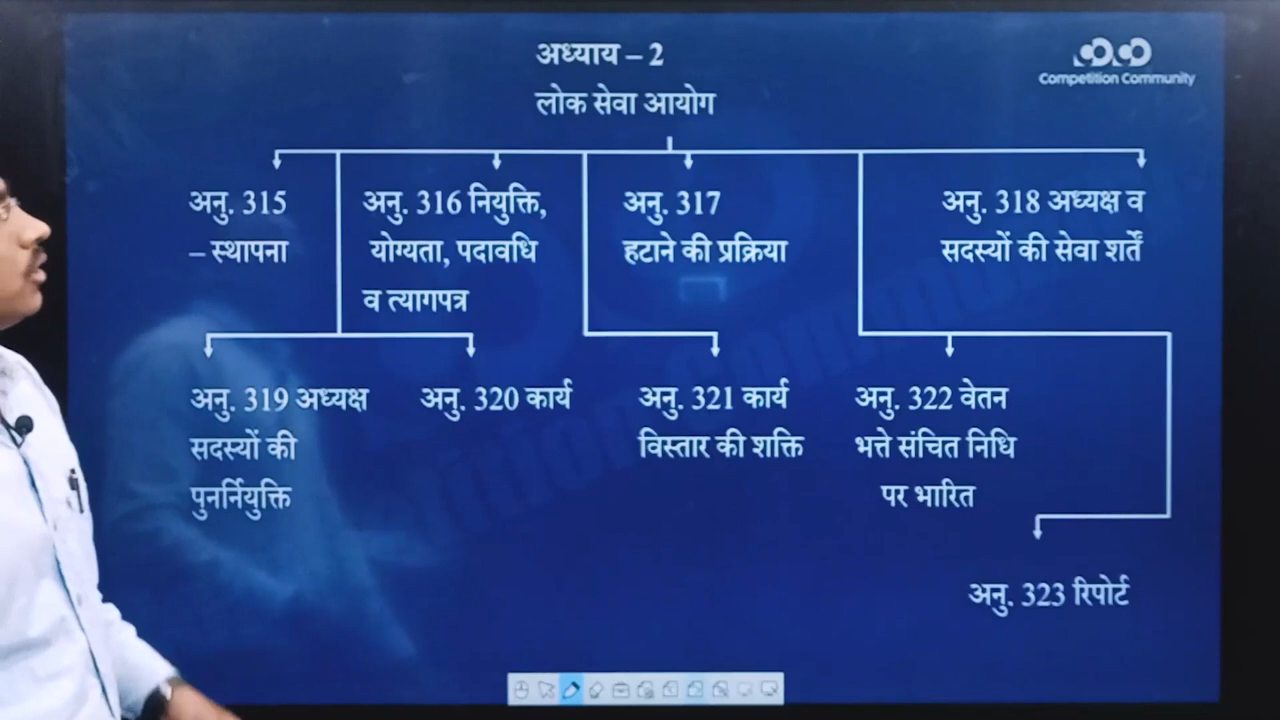 अध्याय – 2
लोक सेवा आयोग
Competition Community
अनु. 315
– स्थापना
अनु. 316 नियुक्ति,
योग्यता, पदावधि
व त्यागपत्र
अनु. 317
हटाने की प्रक्रिया
अनु. 318 अध्यक्ष व
सदस्यों की सेवा शर्तें
अनु. 319 अध्यक्ष
सदस्यों की
पुनर्नियुक्ति
अनु. 320 कार्य
अनु. 321 कार्य
विस्तार की शक्ति
अनु. 322 वेतन
भत्ते संचित निधि
पर भारित
अनु. 323 रिपोर्ट